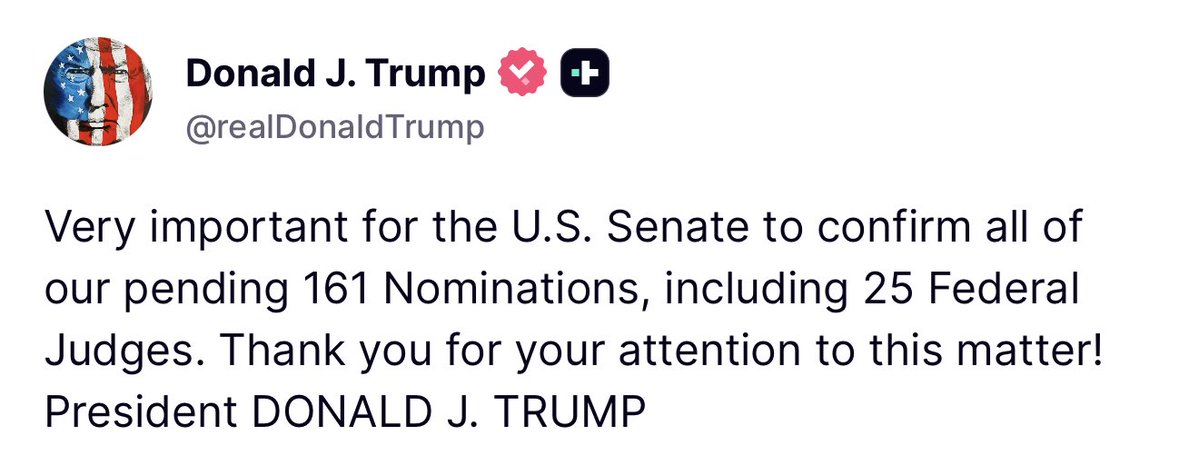 Donald J. Trump
@realDonaldTrump
Very important for the U.S. Senate to confirm all of
our pending 161 Nominations, including 25 Federal
Judges. Thank you for your attention to this matter!
President DONALD J. TRUMP